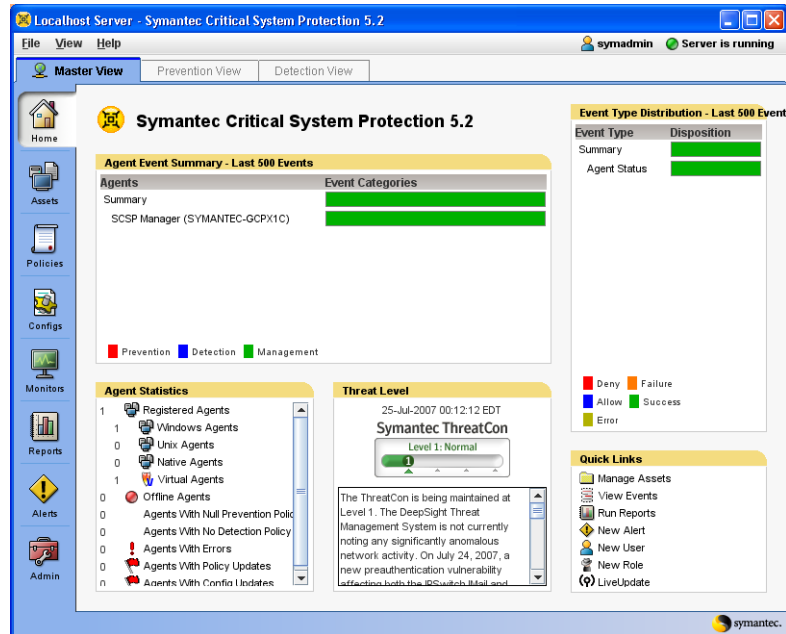 Localhost Server - Symantec Critical System Protection 5.2
File View Help
symadmin Server is running
Master View Prevention View Detection View
Home
Assets
Policies
Configs
Monitors
Reports
Alerts
Admin
Symantec Critical System Protection 5.2
Agent Event Summary - Last 500 Events
Agents Event Categories
Summary
SCSP Manager (SYMANTEC-GCPX1C)
Prevention Detection Management
Event Type Distribution - Last 500 Event
Event Type Disposition
Summary
Agent Status
Deny Failure
Allow Success
Error
Agent Statistics
1 Registered Agents
1 Windows Agents
0 Unix Agents
0 Native Agents
1 Virtual Agents
0 Offline Agents
0 Agents With Null Prevention Polic
0 Agents With No Detection Policy
0 Agents With Errors
0 Agents With Policy Updates
0 Agents With Config Updates
Threat Level
25-Jul-2007 00:12:12 EDT
Symantec ThreatCon
Level 1: Normal
1
The ThreatCon is being maintained at
Level 1. The DeepSight Threat
Management System is not currently
noting any significantly anomalous
network activity. On July 24, 2007, a
new preauthentication vulnerability
affecting both the IPSwitch IMail and
Quick Links
Manage Assets
View Events
Run Reports
New Alert
New User
New Role
LiveUpdate
symantec.